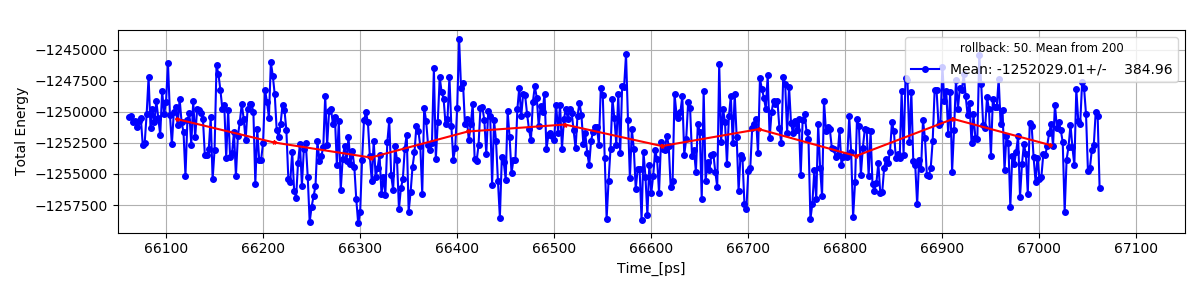 −1245000
−1247500
−1250000
−1252500
−1255000
−1257500
Total Energy
rollback: 50. Mean from 200
Mean: -1252029.01+/- 384.96
66100 66200 66300 66400 66500 66600 66700 66800 66900 67000 67100
Time_[ps]